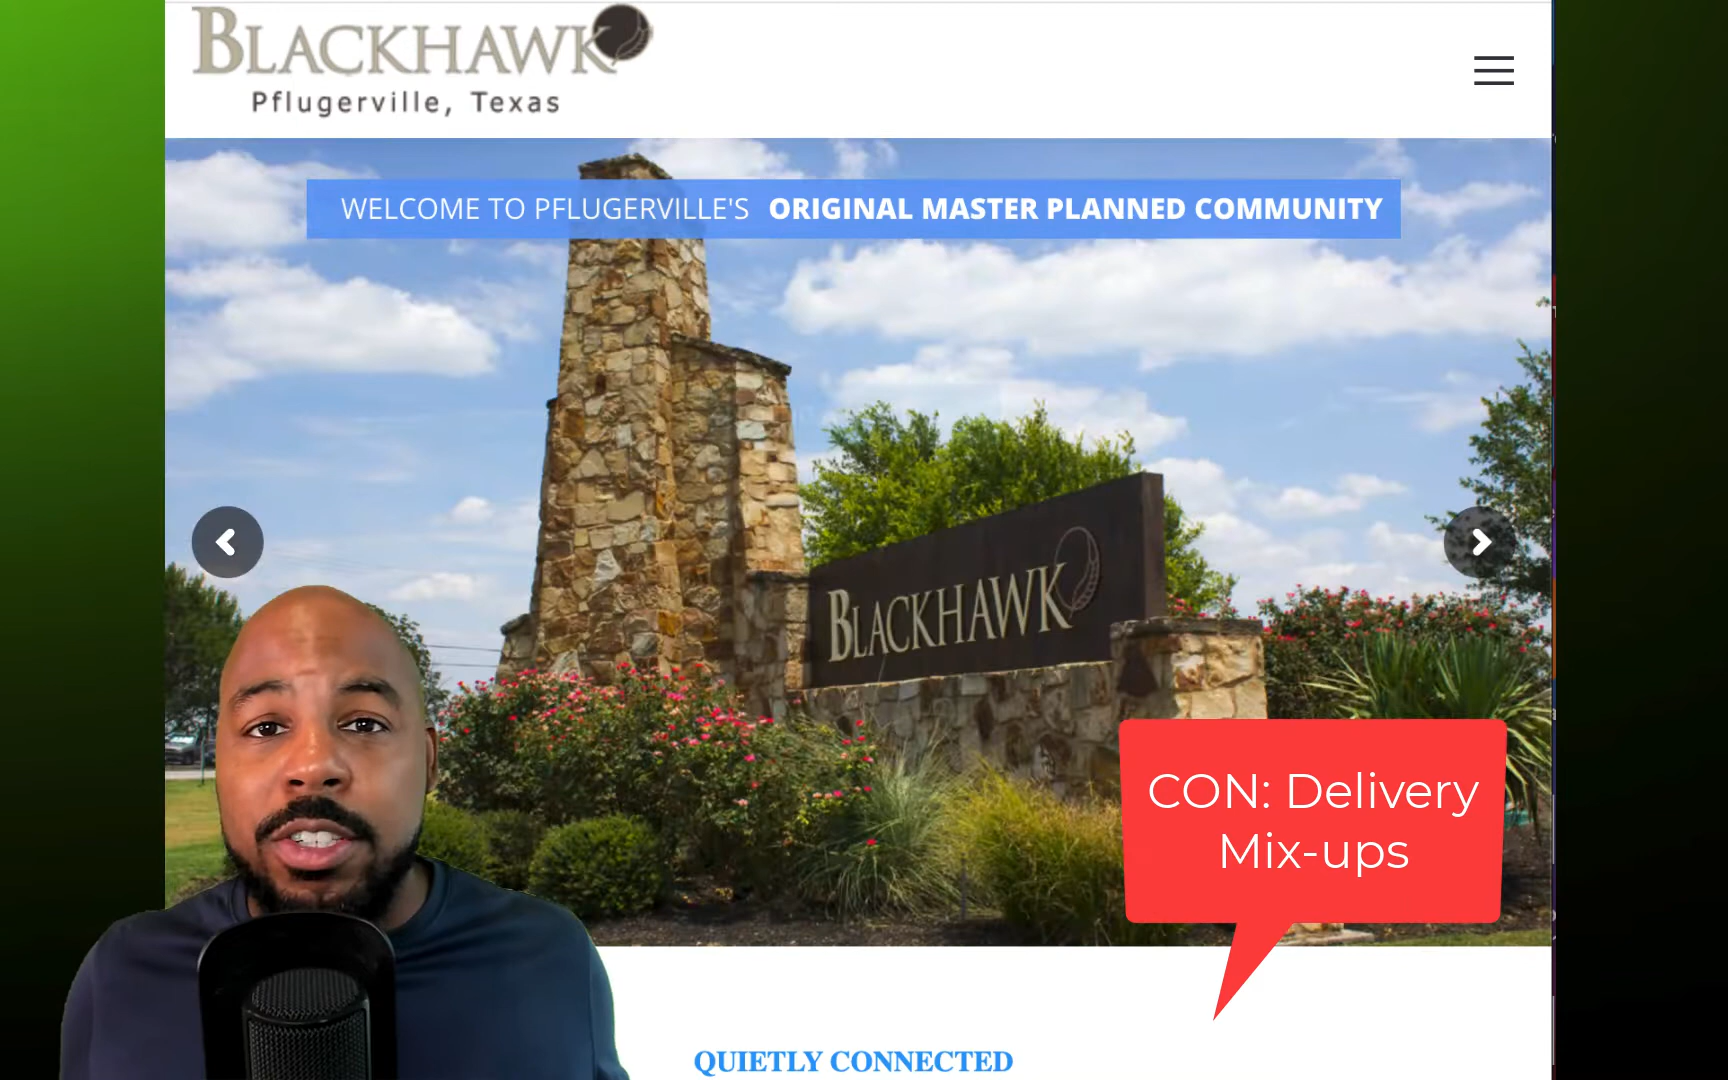 BLACKHAWK
Pflugerville, Texas
WELCOME TO PFLUGERVILLE'S ORIGINAL MASTER PLANNED COMMUNITY
BLACKHAWK
CON: Delivery
Mix-ups
QUIETLY CONNECTED